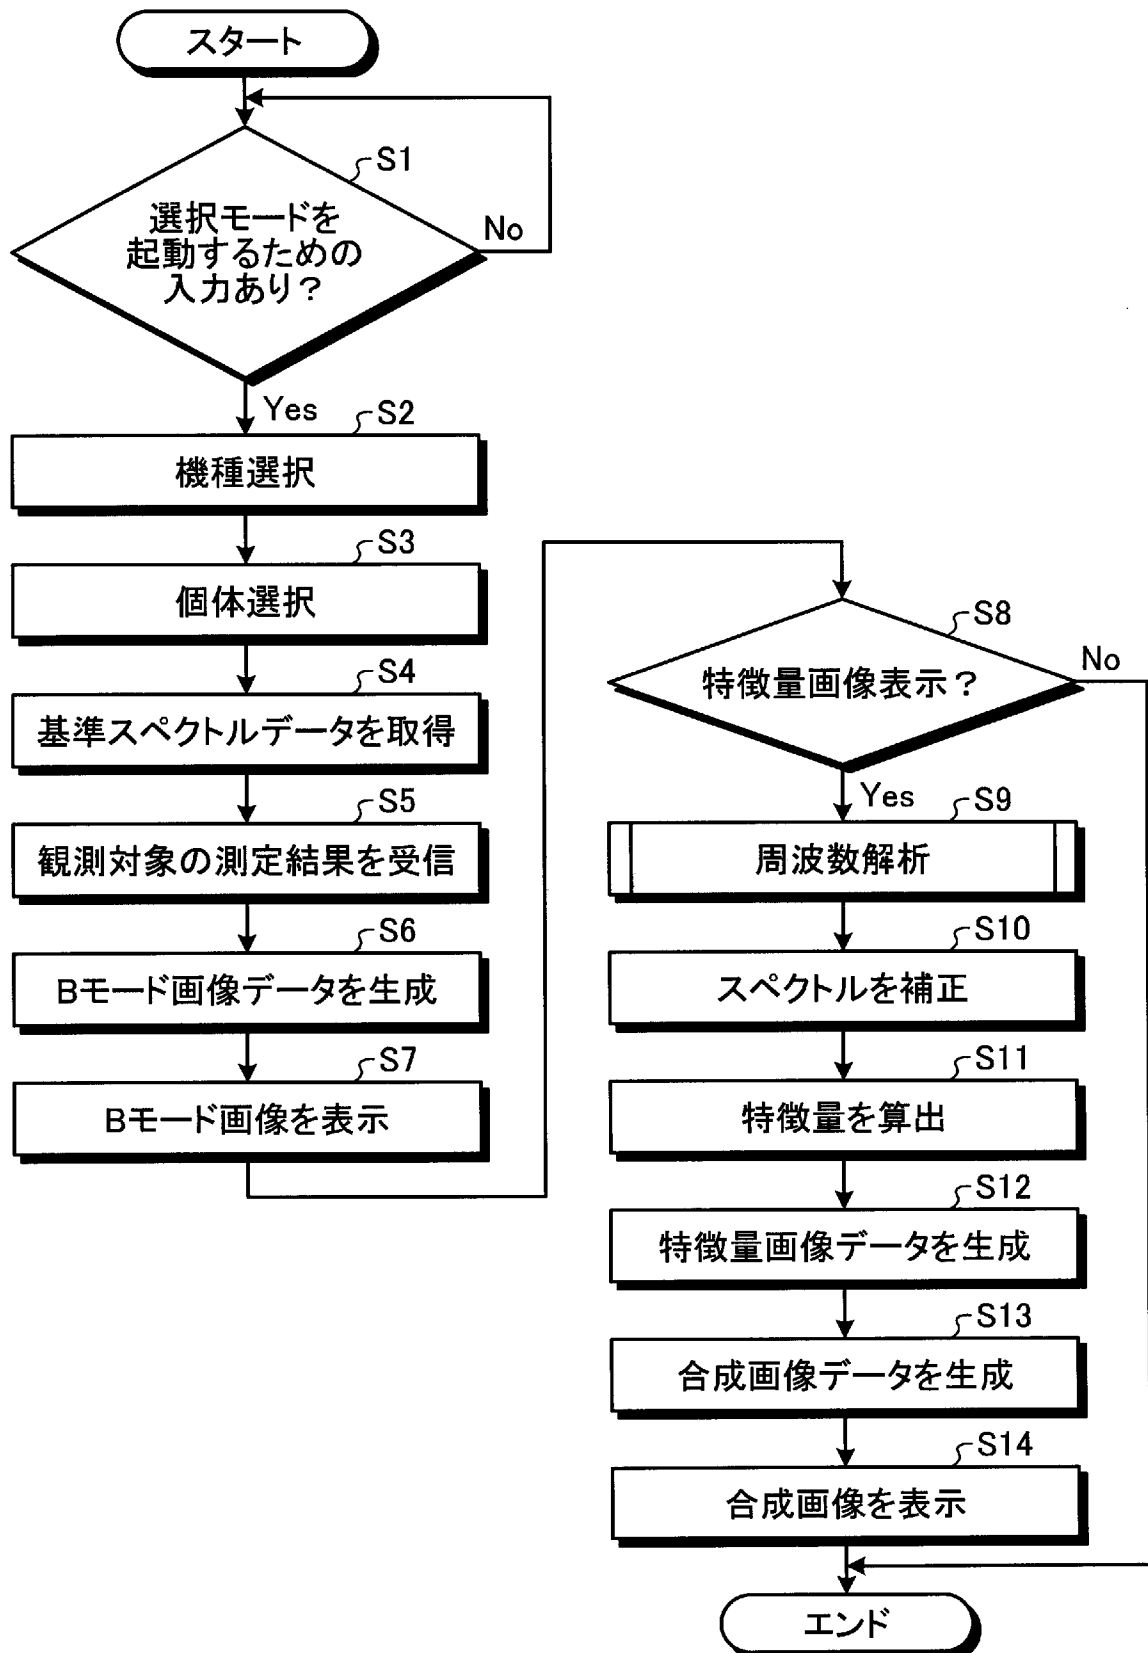 スタート
S1
選択モードを
起動するための
入力あり？
No
Yes
S2
機種選択
S3
個体選択
S4
基準スペクトルデータを取得
S5
観測対象の測定結果を受信
S6
Bモード画像データを生成
S7
Bモード画像を表示
S8
特徴量画像表示？
No
Yes
S9
周波数解析
S10
スペクトルを補正
S11
特徴量を算出
S12
特徴量画像データを生成
S13
合成画像データを生成
S14
合成画像を表示
エンド